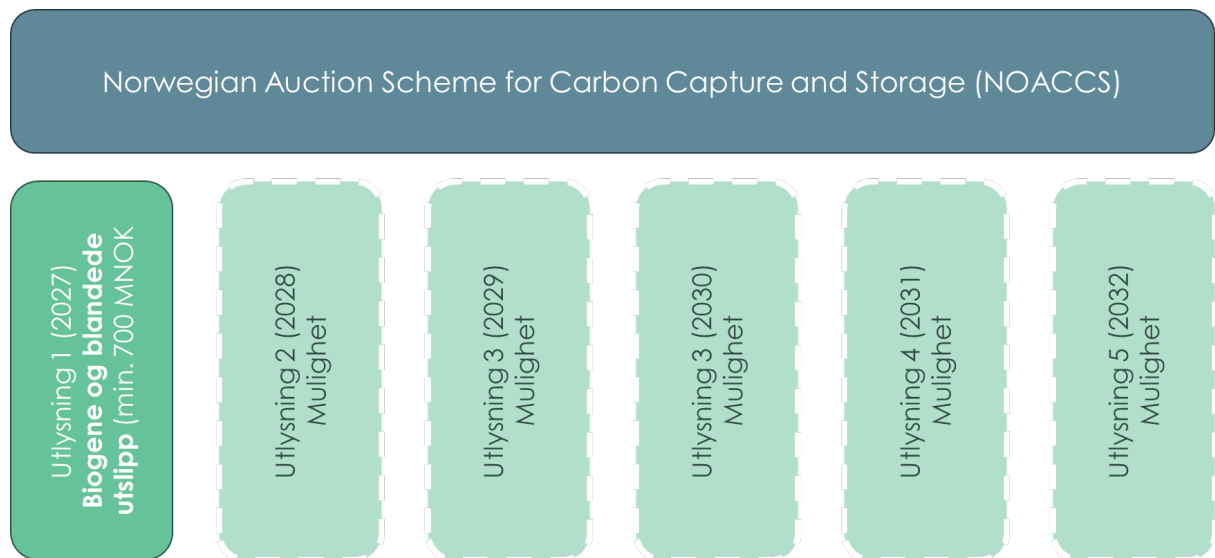 Norwegian Auction Scheme for Carbon Capture and Storage (NOACCS)
Utlysning 1 (2027)
Biogene og blandede
utslipp (min. 700 MNOK
Utlysning 2 (2028)
Mulighet
Utlysning 3 (2029)
Mulighet
Utlysning 3 (2030)
Mulighet
Utlysning 4 (2031)
Mulighet
Utlysning 5 (2032)
Mulighet